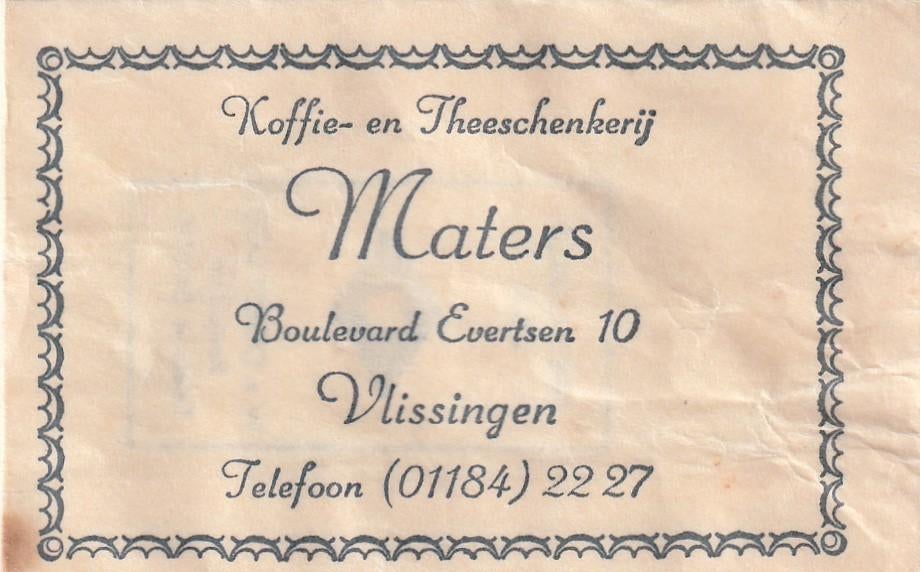 Koffie- en Theeschenkerij
Maters
Boulevard Evertsen 10
Vlissingen
Telefoon (01184) 22 27